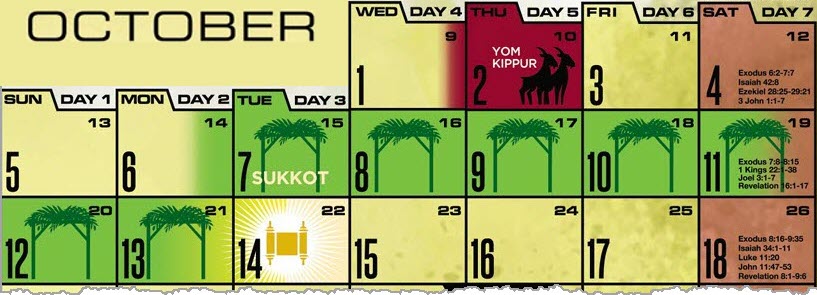 OCTOBER
WED DAY 4 THU DAY 5 FRI DAY 6 SAT DAY 7
9
1
10
YOM
KIPPUR
2
11
3
12
Exodus 6:2-7:7
Isaiah 42:8
Ezekiel 28:25-29:21
3 John 1:1-7
4
SUN DAY 1 MON DAY 2 TUE DAY 3
13
5
14
6
15
7 SUKKOT
16
8
17
9
18
10
19
Exodus 7:8-8:15
1 Kings 22:1-38
Joel 3:1-7
Revelation 16:1-17
11
20
12
21
13
22
14
23
15
24
16
25
17
26
Exodus 8:16-9:35
Isaiah 34:1-11
Luke 11:20
John 11:47-53
Revelation 8:1-9:6
18